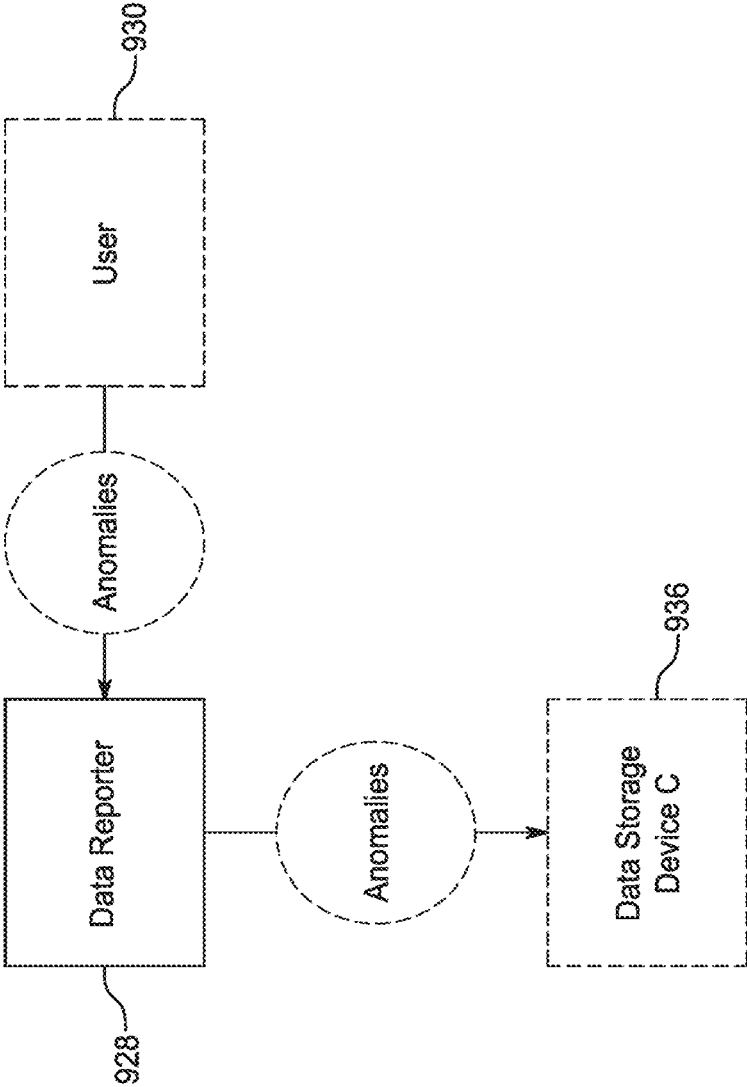 928
Data Reporter
Anomalies
User
930
Anomalies
Data Storage
Device C
936